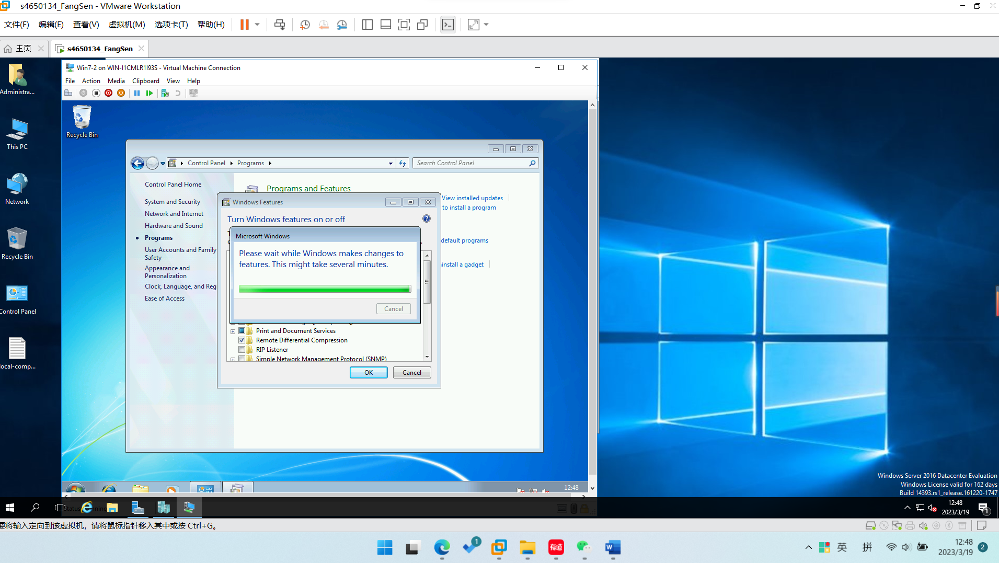 s4650134_FangSen - VMware Workstation
文件(F) 编辑(E) 查看(V) 虚拟机(M) 选项卡(T) 帮助(H)
主页
s4650134_FangSen
Administra...
This PC
Network
Recycle Bin
Control Panel
local-comp...
Win7-2 on WIN-I1CMLR1I93S - Virtual Machine Connection
File Action Media Clipboard View Help
Recycle Bin
Control Panel Programs
Search Control Panel
Control Panel Home
System and Security
Network and Internet
Hardware and Sound
Programs
User Accounts and Family
Safety
Appearance and
Personalization
Clock, Language, and Reg
Ease of Access
Programs and Features
View installed updates
to install a program
default programs
install a gadget
Windows Features
Turn Windows features on or off
Microsoft Windows
Please wait while Windows makes changes to
features. This might take several minutes.
Cancel
Print and Document Services
Remote Differential Compression
RIP Listener
Simple Network Management Protocol (SNMP)
OK Cancel
12:48
Windows Server 2016 Datacenter Evaluation
Windows License valid for 162 days
Build 14393.rs1_release.161220-1747
12:48
2023/3/19
1
要将输入定向到该虚拟机，请将鼠标指针移入其中或按 Ctrl+G。
1
有道
W
英 拼
12:48
2023/3/19
2